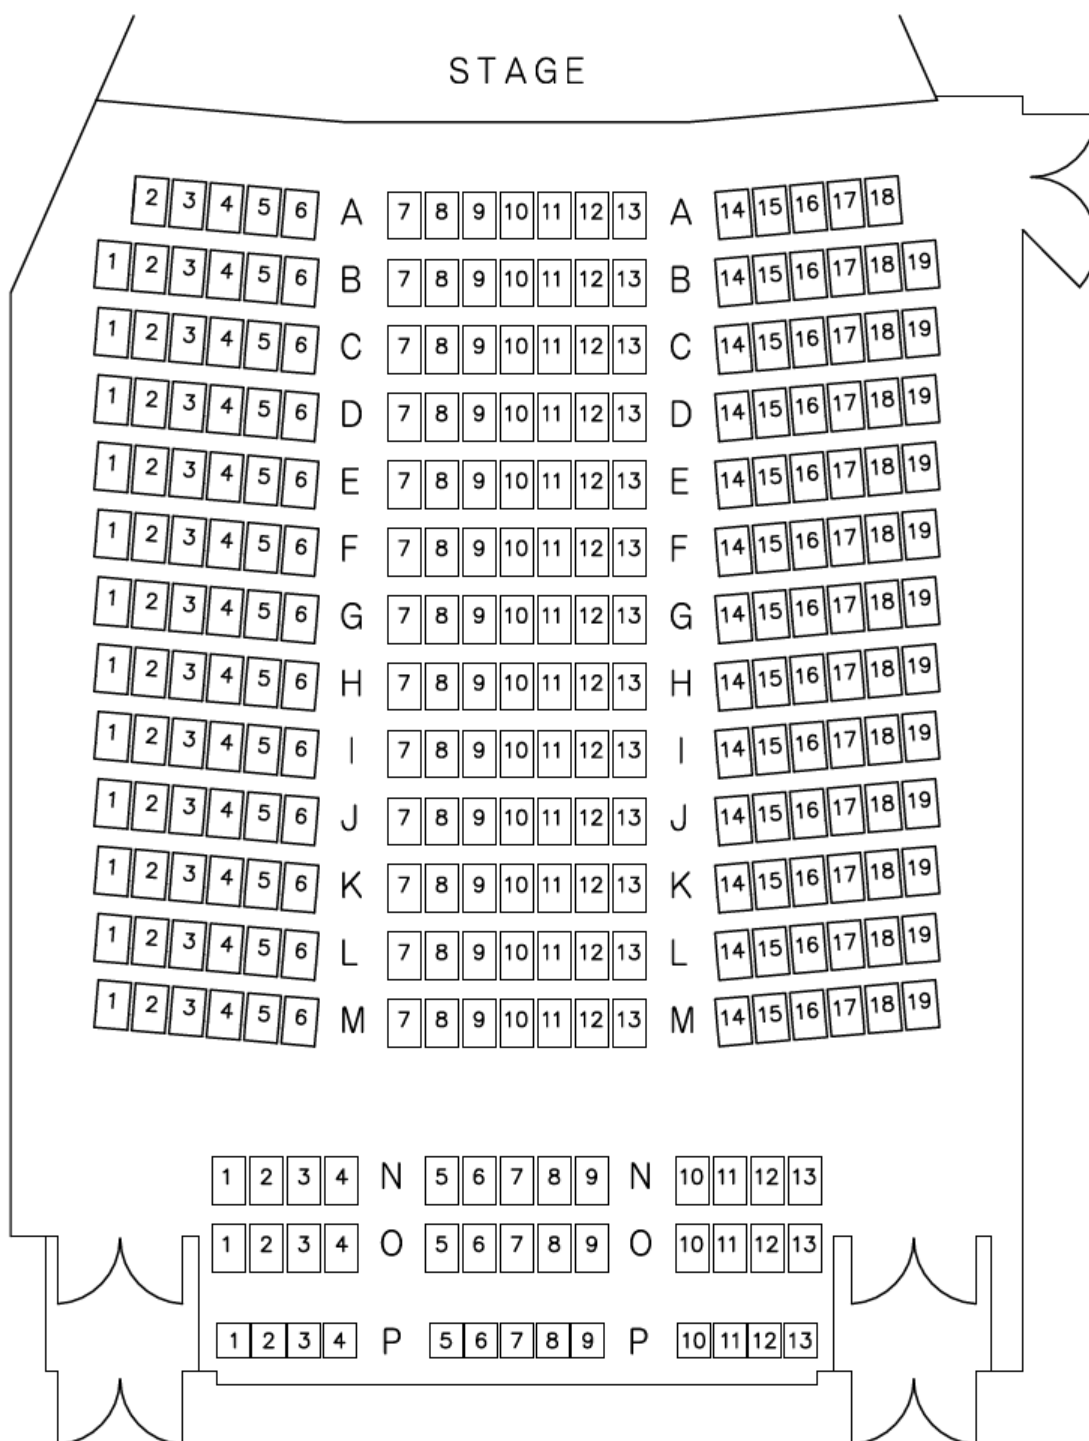 STAGE
2 3 4 5 6 A 7 8 9 10 11 12 13 A 14 15 16 17 18
1 2 3 4 5 6 B 7 8 9 10 11 12 13 B 14 15 16 17 18 19
1 2 3 4 5 6 C 7 8 9 10 11 12 13 C 14 15 16 17 18 19
1 2 3 4 5 6 D 7 8 9 10 11 12 13 D 14 15 16 17 18 19
1 2 3 4 5 6 E 7 8 9 10 11 12 13 E 14 15 16 17 18 19
1 2 3 4 5 6 F 7 8 9 10 11 12 13 F 14 15 16 17 18 19
1 2 3 4 5 6 G 7 8 9 10 11 12 13 G 14 15 16 17 18 19
1 2 3 4 5 6 H 7 8 9 10 11 12 13 H 14 15 16 17 18 19
1 2 3 4 5 6 I 7 8 9 10 11 12 13 I 14 15 16 17 18 19
1 2 3 4 5 6 J 7 8 9 10 11 12 13 J 14 15 16 17 18 19
1 2 3 4 5 6 K 7 8 9 10 11 12 13 K 14 15 16 17 18 19
1 2 3 4 5 6 L 7 8 9 10 11 12 13 L 14 15 16 17 18 19
1 2 3 4 5 6 M 7 8 9 10 11 12 13 M 14 15 16 17 18 19
1 2 3 4 N 5 6 7 8 9 N 10 11 12 13
1 2 3 4 O 5 6 7 8 9 O 10 11 12 13
1 2 3 4 P 5 6 7 8 9 P 10 11 12 13